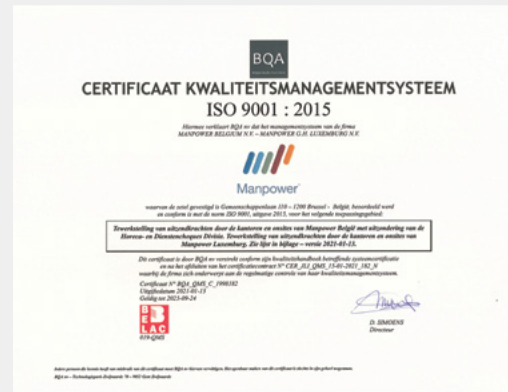 BQA
CERTIFICAAT KWALITEITSMANAGEMENTSYSTEEM
ISO 9001 : 2015
Hiermee verklaart BQA nv dat het managementsysteem van de firma
MANPOWER BELGIUM N.V. – MANPOWER G.H. LUXEMBURG N.V.
Manpower
waarvan de zetel gevestigd is Gemeenschappenlaan 110 – 1200 Brussel – België, beoordeeld werd
en conform is met de norm ISO 9001, uitgave 2015, voor het volgende toepassingsgebied:
Tewerkstelling van uitzendkrachten door de kantoren en onsites van Manpower België met uitzondering van de
Horeca- en Dienstencheques Divisie. Tewerkstelling van uitzendkrachten door de kantoren en onsites van
Manpower Luxemburg. Zie lijst in bijlage – versie 2021-01-13.
Dit certificaat is door BQA nv verstrekt conform zijn kwaliteitshandboek betreffende systeemcertificatie
en na het afsluiten van het certificatiecontract N° CER_JLI_QMS_15-01-2021_182_N
waarbij de firma zich onderwerpt aan de regelmatige controle van haar kwaliteitsmanagementsysteem.
Certificaat N° BQA_QMS_C_1998182
Uitgiftedatum 2021-01-15
Geldig tot 2023-09-24
BELAC
019-QMS
D. SIMOENS
Directeur